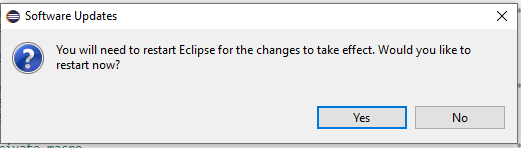 Software Updates
You will need to restart Eclipse for the changes to take effect. Would you like to
restart now?
Yes
No